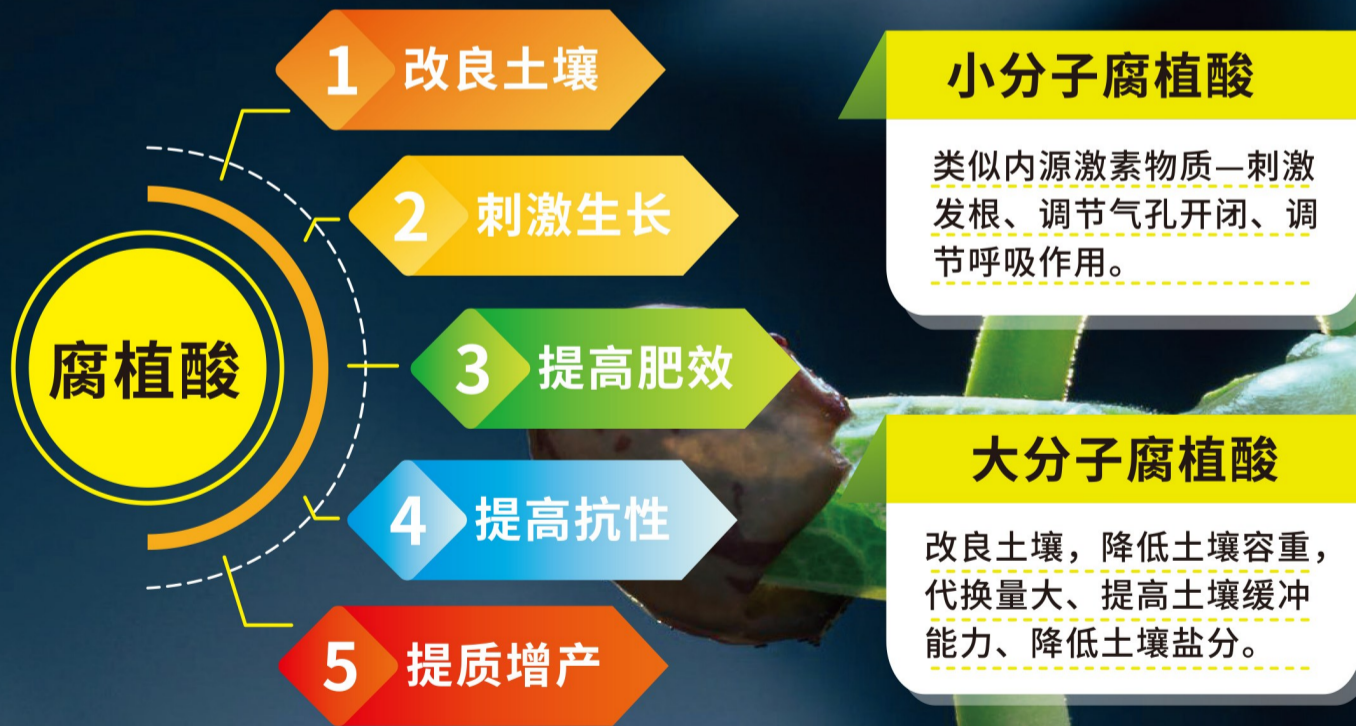 腐植酸
1 改良土壤
2 刺激生长
3 提高肥效
4 提高抗性
5 提质增产
小分子腐植酸
类似内源激素物质—刺激
发根、调节气孔开闭、调
节呼吸作用。
大分子腐植酸
改良土壤，降低土壤容重，
代换量大、提高土壤缓冲
能力、降低土壤盐分。